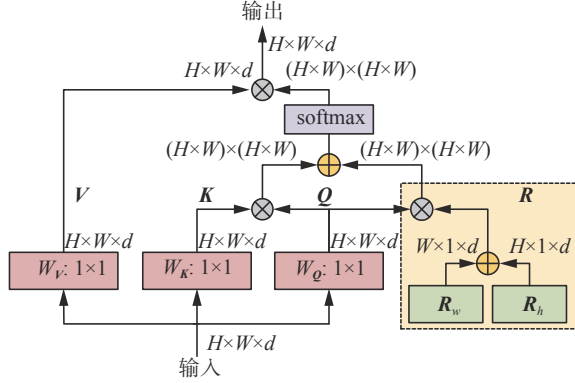 输出
H×W×d
H×W×d
(H×W)×(H×W)
softmax
(H×W)×(H×W)
(H×W)×(H×W)
V
K
Q
R
H×W×d
H×W×d
H×W×d
W×1×d
H×1×d
W_V: 1×1
W_K: 1×1
W_Q: 1×1
R_w
R_h
H×W×d
输入